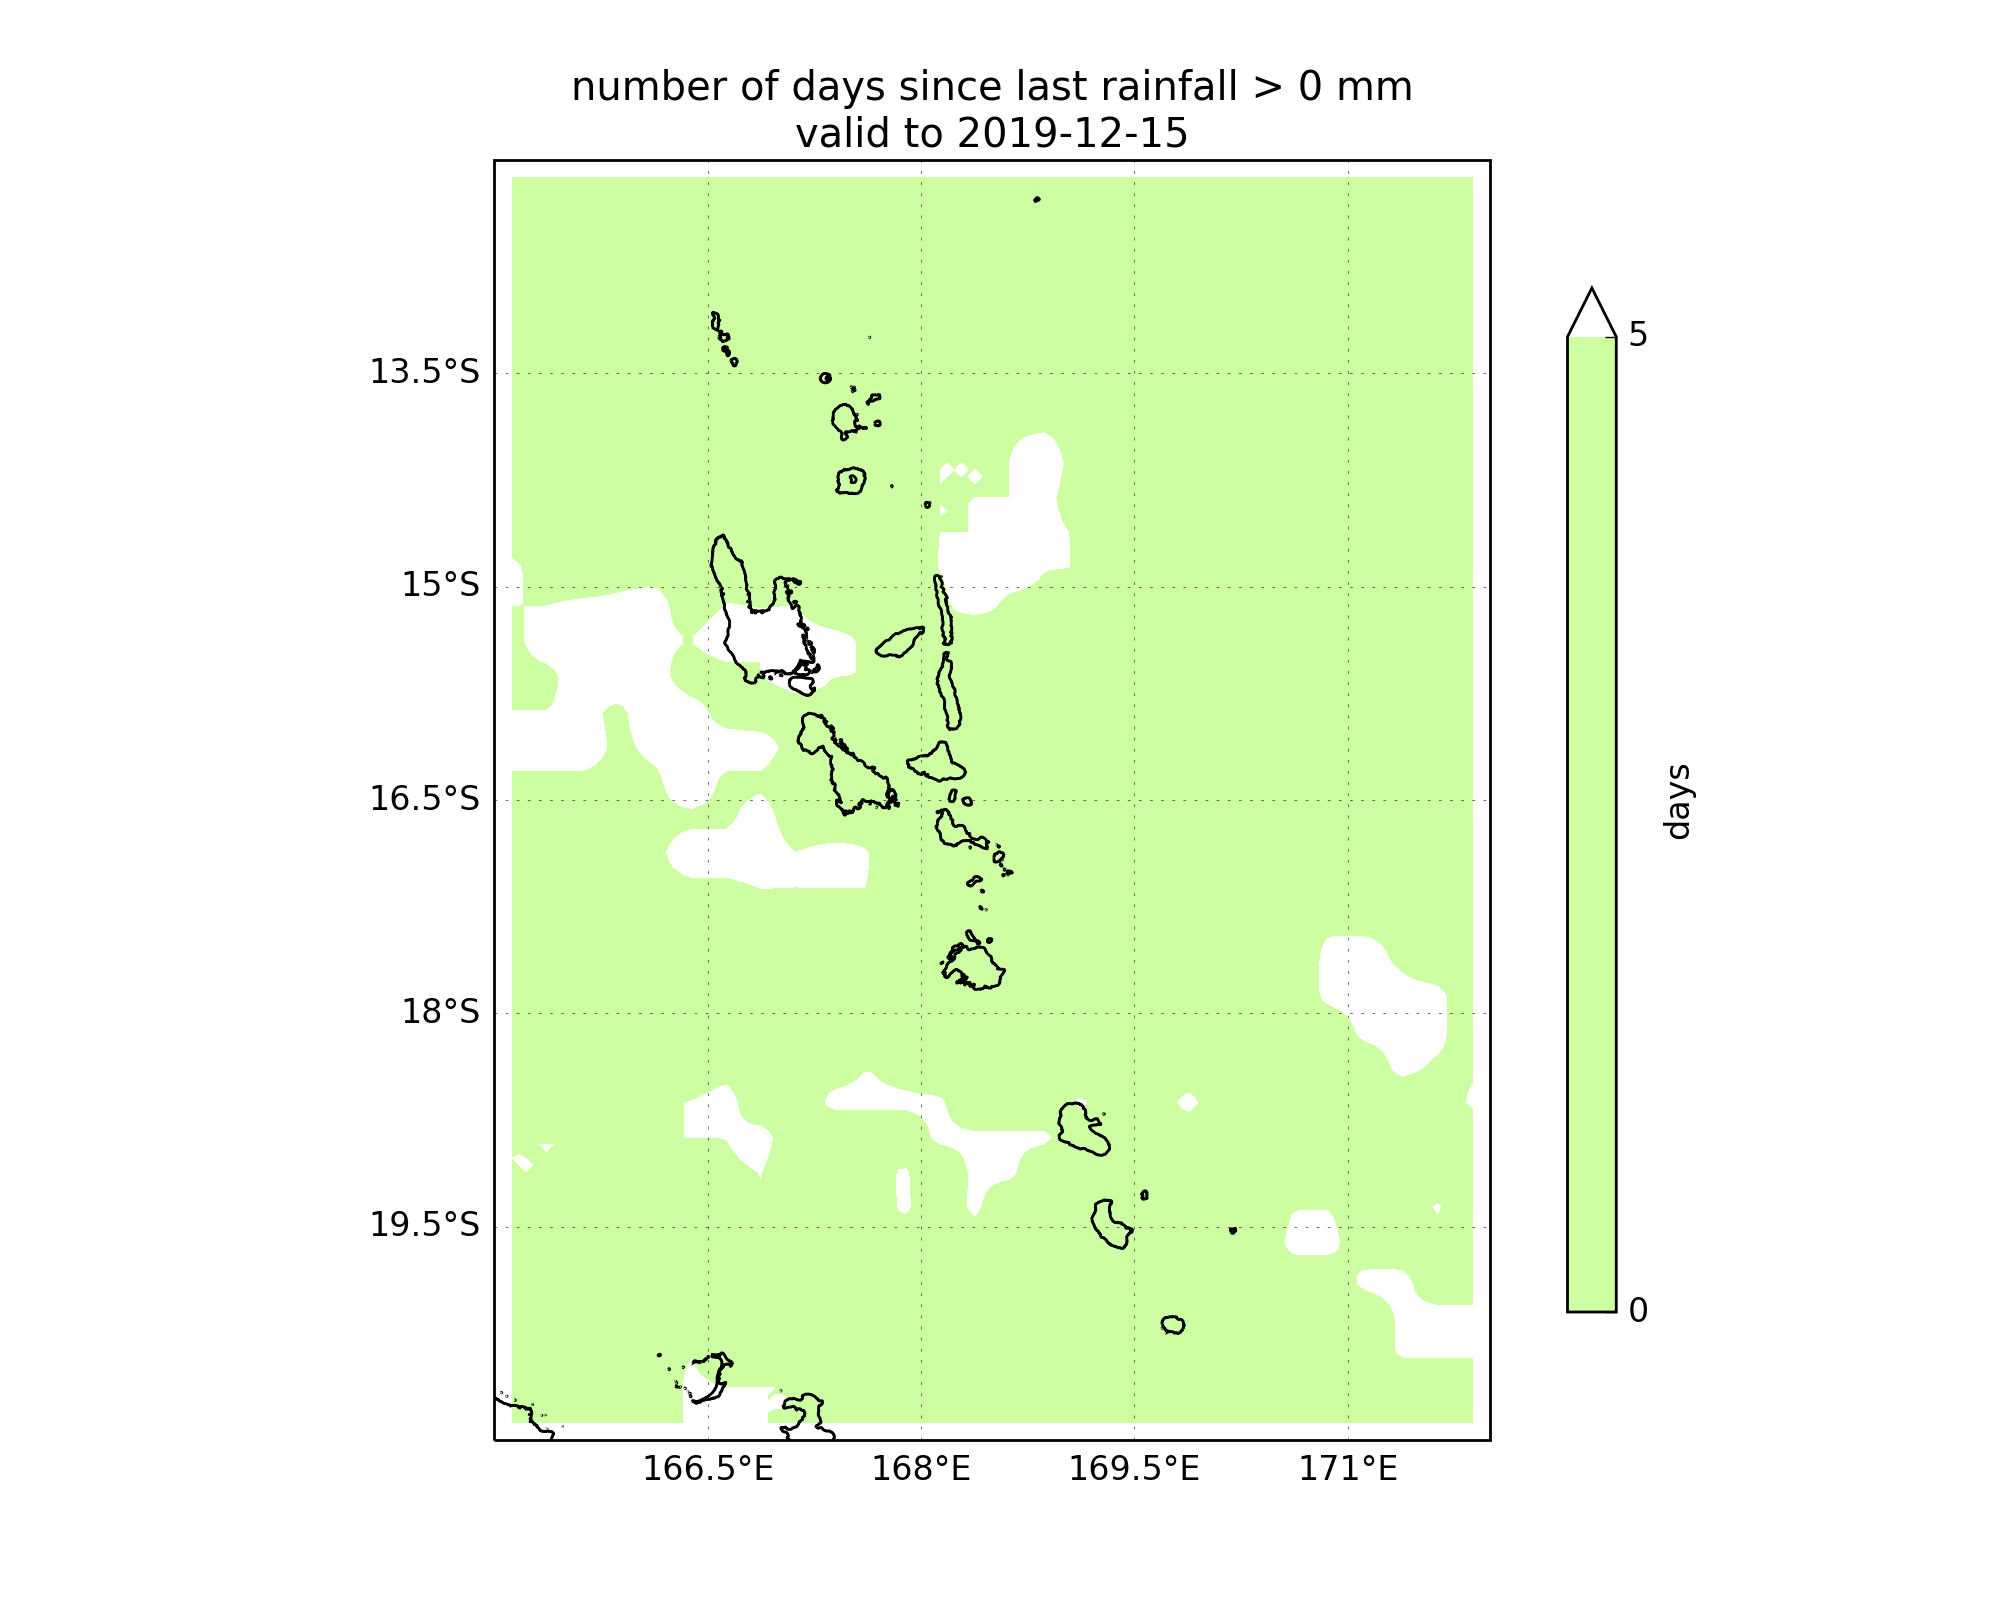 number of days since last rainfall > 0 mm
valid to 2019-12-15
13.5°S
15°S
16.5°S
18°S
19.5°S
166.5°E
168°E
169.5°E
171°E
5
0
days